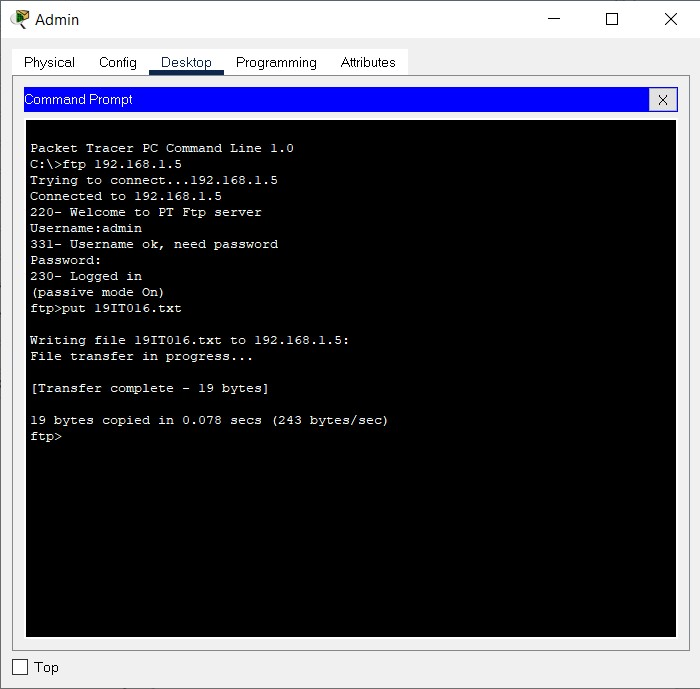 Admin
Physical Config Desktop Programming Attributes
Command Prompt X
Packet Tracer PC Command Line 1.0
C:\>ftp 192.168.1.5
Trying to connect...192.168.1.5
Connected to 192.168.1.5
220- Welcome to PT Ftp server
Username:admin
331- Username ok, need password
Password:
230- Logged in
(passive mode On)
ftp>put 19IT016.txt
Writing file 19IT016.txt to 192.168.1.5:
File transfer in progress...
[Transfer complete - 19 bytes]
19 bytes copied in 0.078 secs (243 bytes/sec)
ftp>
Top